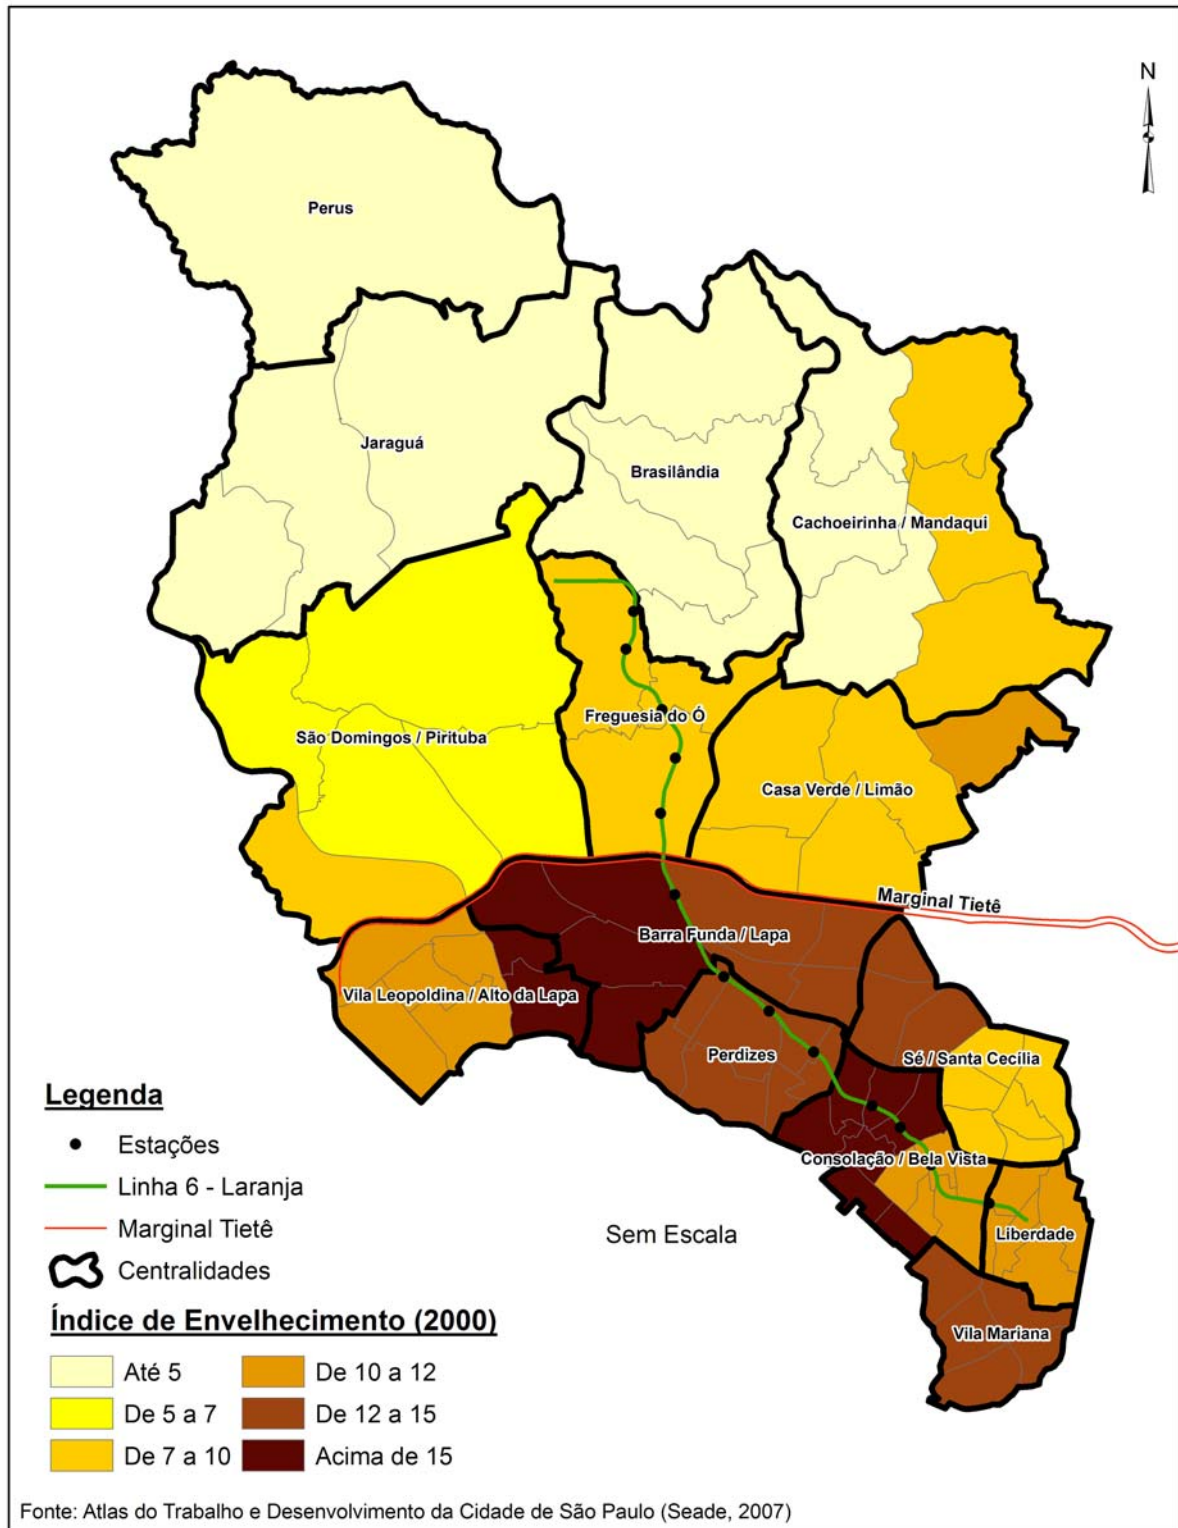 N
Perus
Jaraguá
Brasilândia
Cachoeirinha / Mandaqui
Freguesia do Ó
São Domingos / Pirituba
Casa Verde / Limão
Marginal Tietê
Barra Funda / Lapa
Vila Leopoldina / Alto da Lapa
Perdizes
Sé / Santa Cecília
Consolação / Bela Vista
Liberdade
Vila Mariana
Sem Escala
Legenda
Estações
Linha 6 - Laranja
Marginal Tietê
Centralidades
Índice de Envelhecimento (2000)
Até 5
De 10 a 12
De 5 a 7
De 12 a 15
De 7 a 10
Acima de 15
Fonte: Atlas do Trabalho e Desenvolvimento da Cidade de São Paulo (Seade, 2007)